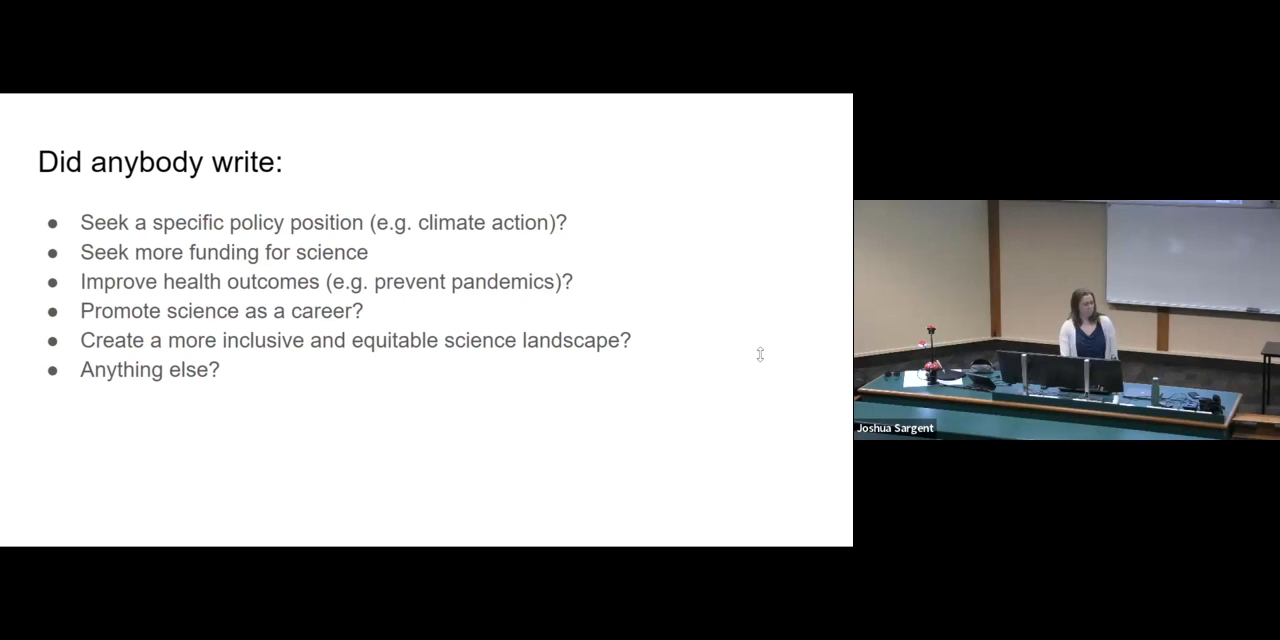 Did anybody write:
● Seek a specific policy position (e.g. climate action)?
● Seek more funding for science
● Improve health outcomes (e.g. prevent pandemics)?
● Promote science as a career?
● Create a more inclusive and equitable science landscape?
● Anything else?
Joshua Sargent